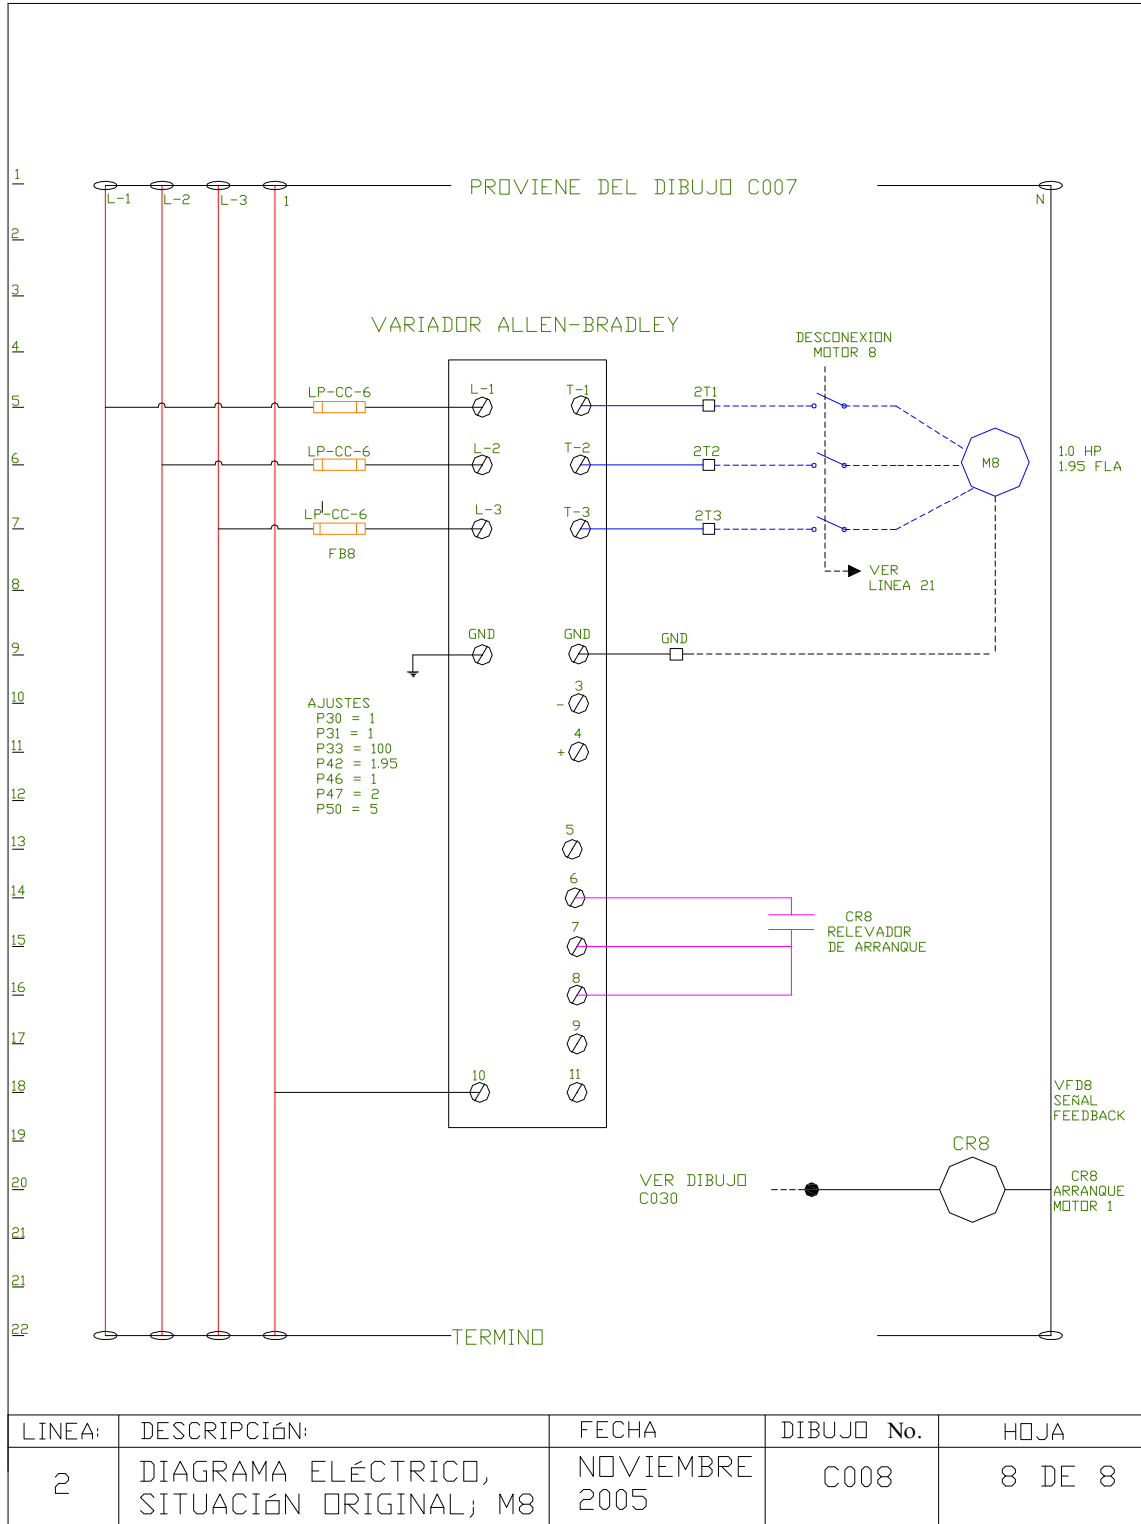 1
L-1
L-2
L-3
1
PROVIENE DEL DIBUJO C007
N
2
3
VARIADOR ALLEN-BRADLEY
DESCONEXION
MOTOR 8
4
5
LP-CC-6
L-1
T-1
2T1
6
LP-CC-6
L-2
T-2
2T2
M8
1.0 HP
1.95 FLA
7
LP-CC-6
L-3
T-3
2T3
FB8
8
VER
LINEA 21
9
GND
GND
GND
10
3
-
AJUSTES
P30 = 1
P31 = 1
P33 = 100
P42 = 1.95
P46 = 1
P47 = 2
P50 = 5
11
4
+
12
13
5
14
6
CR8
RELEVADOR
DE ARRANQUE
15
7
16
8
17
9
18
10
11
VFD8
SEÑAL
FEEDBACK
19
CR8
20
VER DIBUJO
C030
CR8
ARRANQUE
MOTOR 1
21
21
22
TERMINO
LINEA:
DESCRIPCIóN:
FECHA
DIBUJO No.
HOJA
2
DIAGRAMA ELéCTRICO,
SITUACIóN ORIGINAL; M8
NOVIEMBRE
2005
C008
8 DE 8